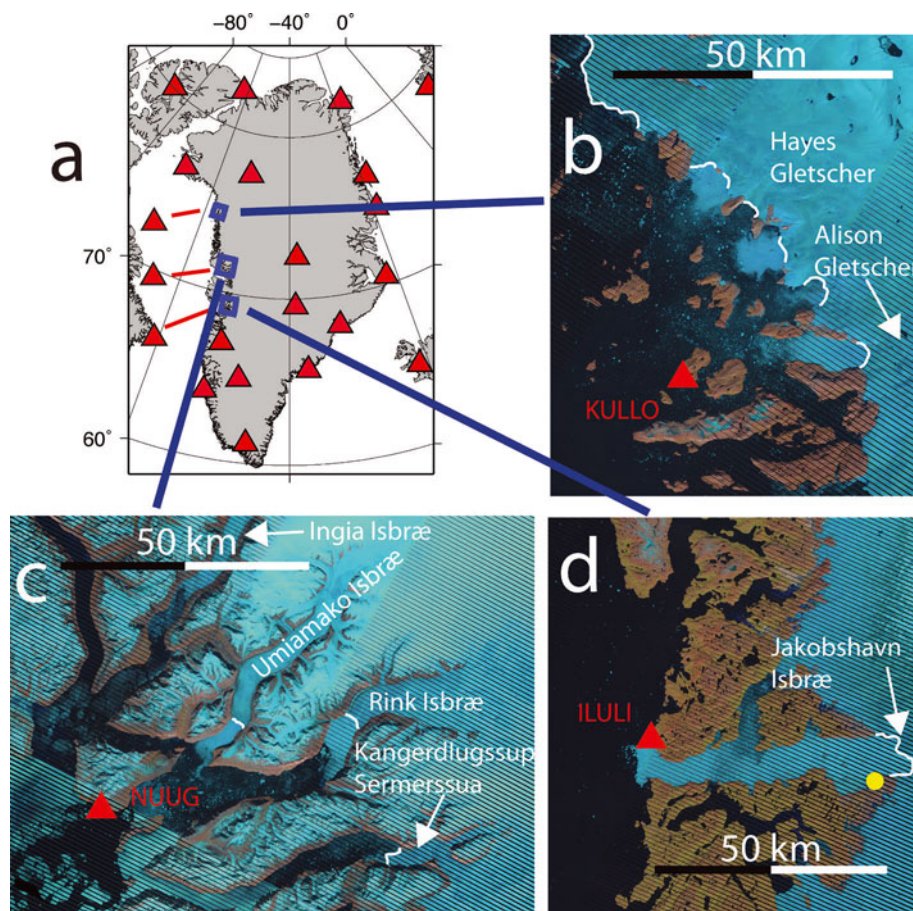 −80° −40° 0°
a
70°
60°
50 km
b
Hayes
Gletscher
Alison
Gletscher
KULLO
50 km
Ingia Isbræ
c
Umiamako Isbræ
Rink Isbræ
Kangerdlugssup
Sermerssua
NUUG
d
Jakobshavn
Isbræ
ILULI
50 km